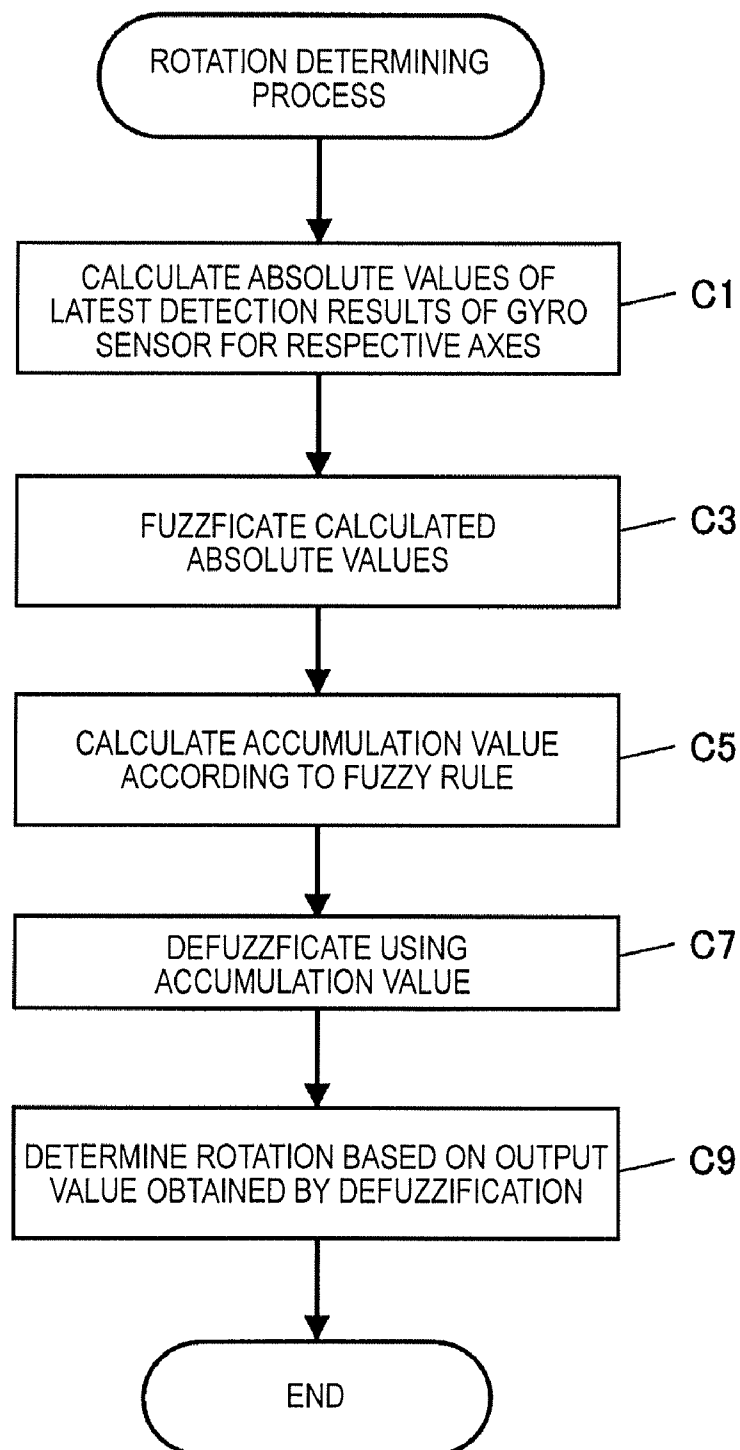 ROTATION DETERMINING
PROCESS
CALCULATE ABSOLUTE VALUES OF
LATEST DETECTION RESULTS OF GYRO
SENSOR FOR RESPECTIVE AXES
C1
FUZZFICATE CALCULATED
ABSOLUTE VALUES
C3
CALCULATE ACCUMULATION VALUE
ACCORDING TO FUZZY RULE
C5
DEFUZZFICATE USING
ACCUMULATION VALUE
C7
DETERMINE ROTATION BASED ON OUTPUT
VALUE OBTAINED BY DEFUZZIFICATION
C9
END